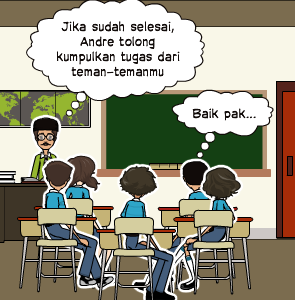 Jika sudah selesai,
Andre tolong
kumpulkan tugas dari
teman-temanmu
Baik pak...